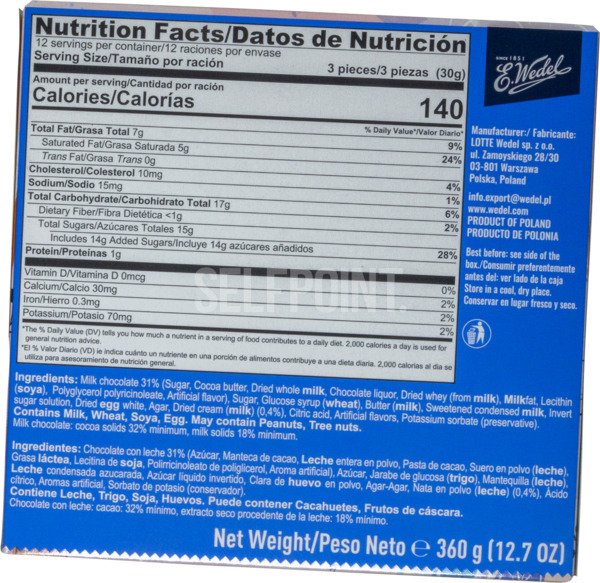 Nutrition Facts/Datos de Nutrición
12 servings per container/12 raciones por envase
Serving Size/Tamaño por ración 3 pieces/3 piezas (30g)
Amount per serving/Cantidad por ración
Calories/Calorías 140
% Daily Value*/Valor Diario*
Total Fat/Grasa Total 7g 9%
Saturated Fat/Grasa Saturada 5g 24%
Trans Fat/Grasa Trans 0g
Cholesterol/Colesterol 10mg 4%
Sodium/Sodio 15mg 1%
Total Carbohydrate/Carbohidrato Total 17g 6%
Dietary Fiber/Fibra Dietética <1g 2%
Total Sugars/Azúcares Totales 15g
Includes 14g Added Sugars/Incluye 14g azúcares añadidos 28%
Protein/Proteínas 1g
Vitamin D/Vitamina D 0mcg 0%
Calcium/Calcio 30mg 2%
Iron/Hierro 0.3mg 2%
Potassium/Potasio 70mg 2%
*The % Daily Value (DV) tells you how much a nutrient in a serving of food contributes to a daily diet. 2,000 calories a day is used for
general nutrition advice.
*El % Valor Diario (VD) le indica cuánto un nutriente en una porción de alimentos contribuye a una dieta diaria. 2,000 calorías al día se
utiliza para asesoramiento de nutrición general.
SINCE 1851
E.Wedel
Manufacturer:/ Fabricante:
LOTTE Wedel sp. z o.o.
ul. Zamoyskiego 28/30
03-801 Warszawa
Polska, Poland
info.export@wedel.pl
www.wedel.com
PRODUCT OF POLAND
PRODUCTO DE POLONIA
Best before: see side of the
box./Consumir preferentemente
antes del: ver lado de la caja
Store in a cool, dry place.
Conservar en lugar fresco y seco.
SELEPOINT.
Ingredients: Milk chocolate 31% (Sugar, Cocoa butter, Dried whole milk, Chocolate liquor, Dried whey (from milk), Milkfat, Lecithin
(soya), Polyglycerol polyricinoleate, Artificial flavor), Sugar, Glucose syrup (wheat), Butter (milk), Sweetened condensed milk, Invert
sugar solution, Dried egg white, Agar, Dried cream (milk) (0,4%), Citric acid, Artificial flavors, Potassium sorbate (preservative).
Contains Milk, Wheat, Soya, Egg. May contain Peanuts, Tree nuts.
Milk chocolate: cocoa solids 32% minimum, milk solids 18% minimum.
Ingredientes: Chocolate con leche 31% (Azúcar, Manteca de cacao, Leche entera en polvo, Pasta de cacao, Suero en polvo (leche),
Grasa láctea, Lecitina de soja, Polirricinoleato de poliglicerol, Aroma artificial), Azúcar, Jarabe de glucosa (trigo), Mantequilla (leche),
Leche condensada azucarada, Azúcar líquido invertido, Clara de huevo en polvo, Agar-Agar, Nata en polvo (leche) (0,4%), Ácido
cítrico, Aromas artificial, Sorbato de potasio (conservador).
Contiene Leche, Trigo, Soja, Huevos. Puede contener Cacahuetes, Frutos de cáscara.
Chocolate con leche: cacao: 32% mínimo, extracto seco procedente de la leche: 18% mínimo.
Net Weight/Peso Neto ℮ 360 g (12.7 OZ)